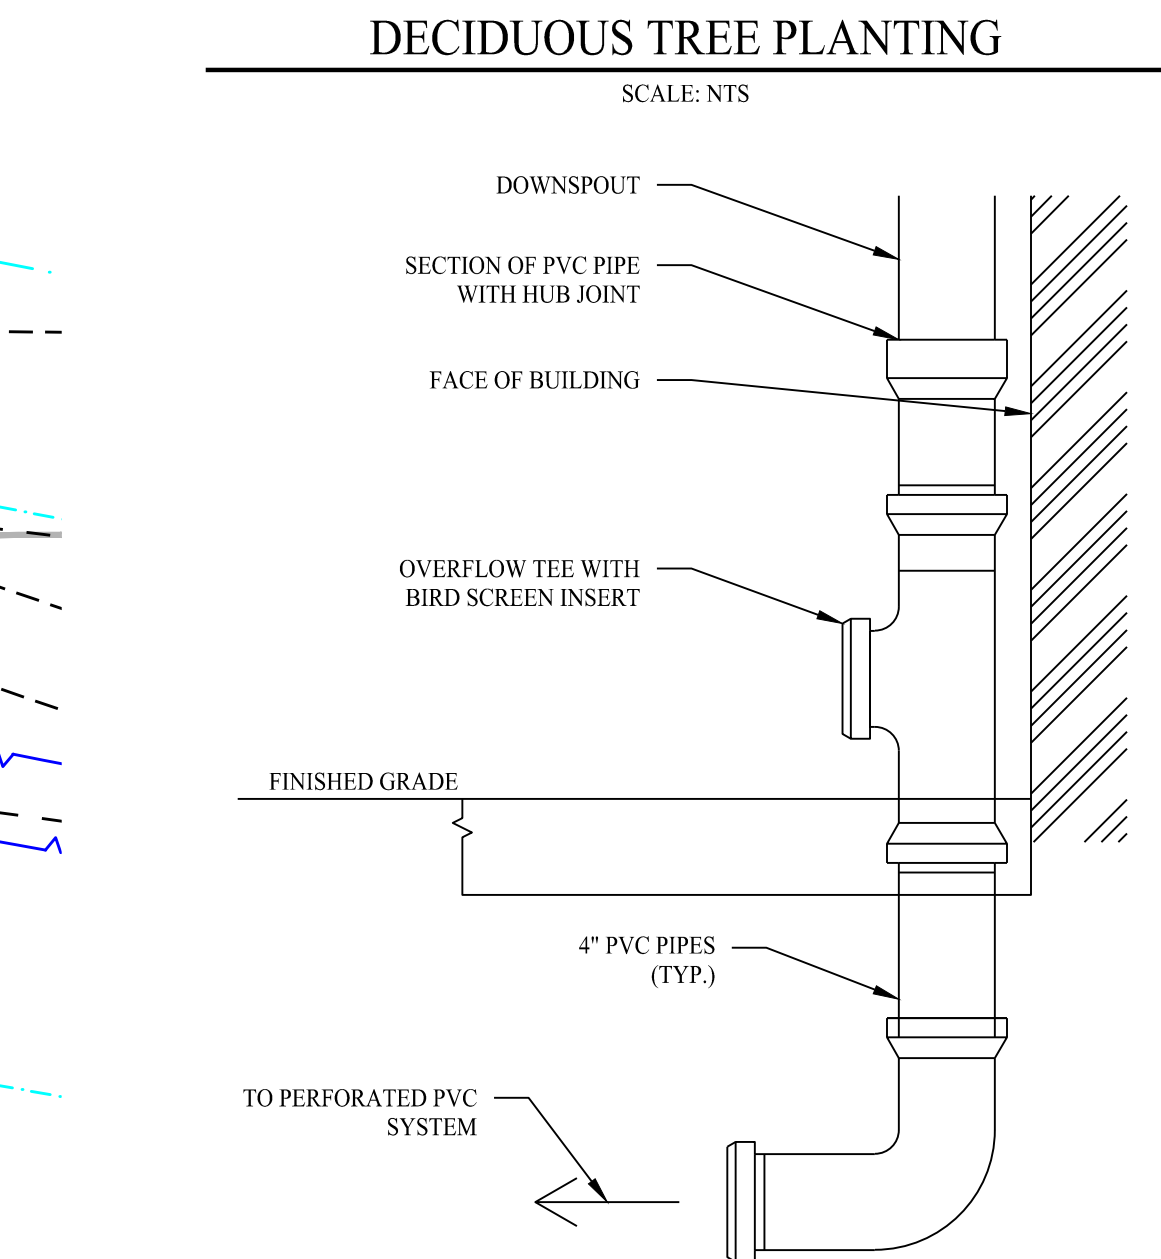 DECIDUOUS TREE PLANTING
SCALE: NTS
DOWNSPOUT
SECTION OF PVC PIPE
WITH HUB JOINT
FACE OF BUILDING
OVERFLOW TEE WITH
BIRD SCREEN INSERT
FINISHED GRADE
4" PVC PIPES
(TYP.)
TO PERFORATED PVC
SYSTEM